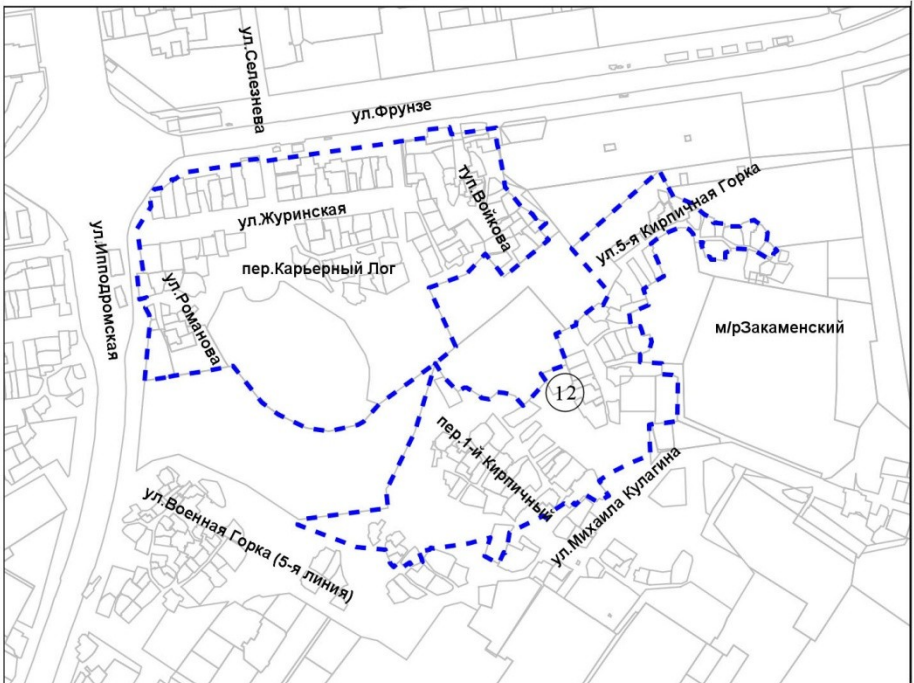 ул.Селезнева
ул.Фрунзе
туп.Войкова
ул.5-я Кирпичная Горка
ул.Журинская
ул.Ипподромская
пер.Карьерный Лог
ул.Романова
м/рЗакаменский
12
пер.1-й Кирпичный
ул.Михаила Кулагина
ул.Военная Горка (5-я линия)